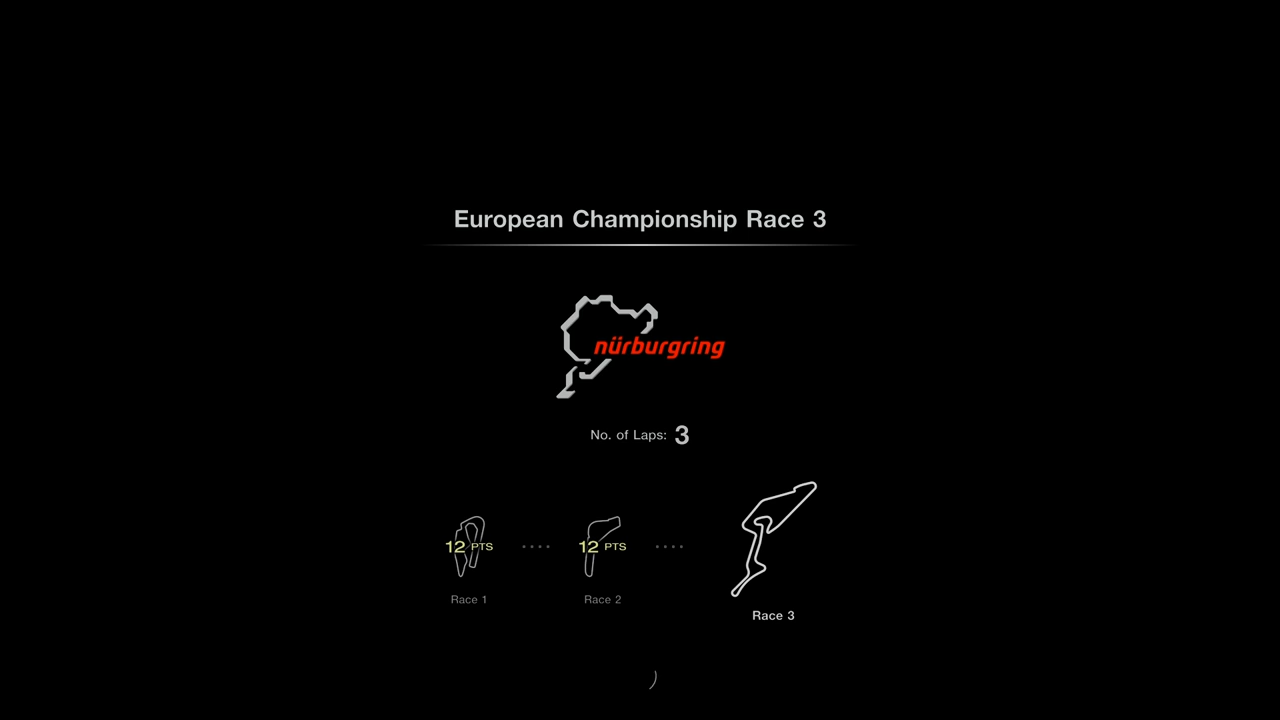 European Championship Race 3
nürburgring
No. of Laps: 3
12 PTS
12 PTS
Race 1
Race 2
Race 3